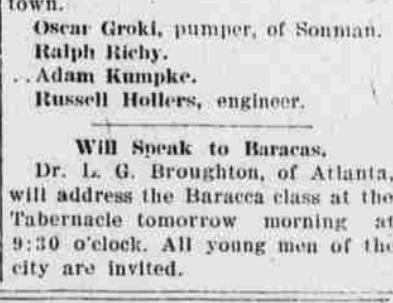 town.
Oscar Groki, pumper, of Sonman.
Ralph Richy.
..Adam Kumpke.
Russell Hollers, engineer.
Will Speak to Baracas.
Dr. L. G. Broughton, of Atlanta,
will address the Baracca class at the
Tabernacle tomorrow morning at
9:30 o'clock. All young men of the
city are invited.